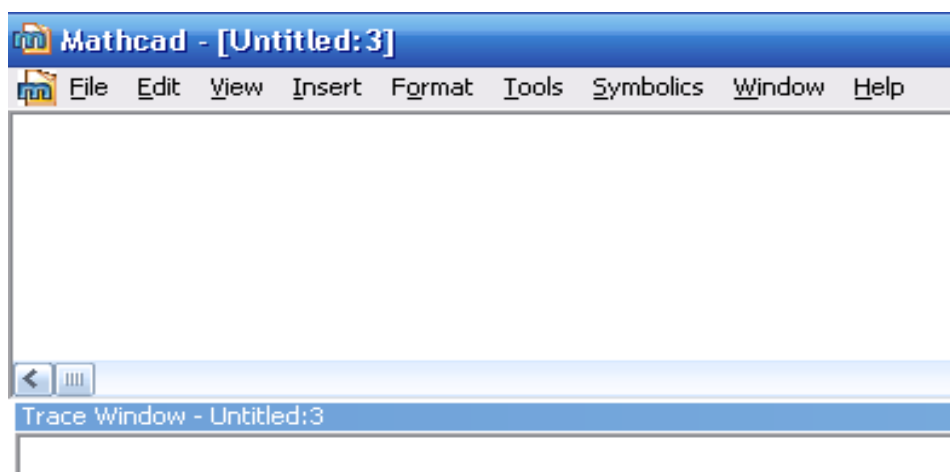 Mathcad - [Untitled:3]
File Edit View Insert Format Tools Symbolics Window Help
Trace Window - Untitled:3